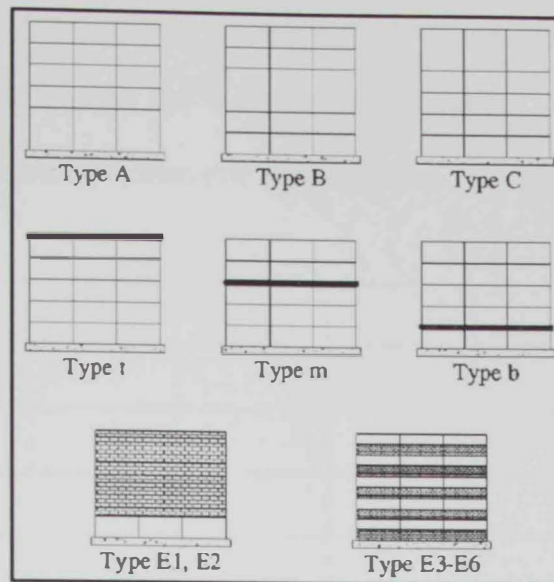 Type A
Type B
Type C
Type t
Type m
Type b
Type E1, E2
Type E3-E6